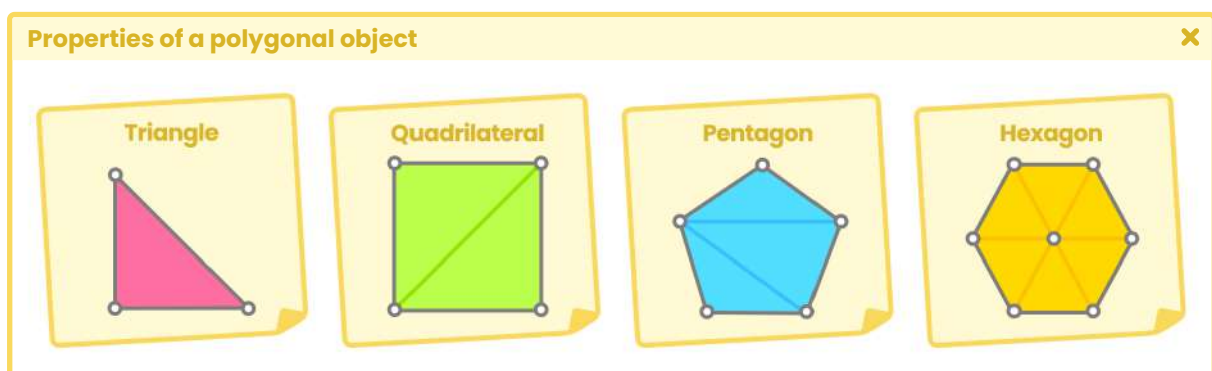 Properties of a polygonal object
Triangle
Quadrilateral
Pentagon
Hexagon